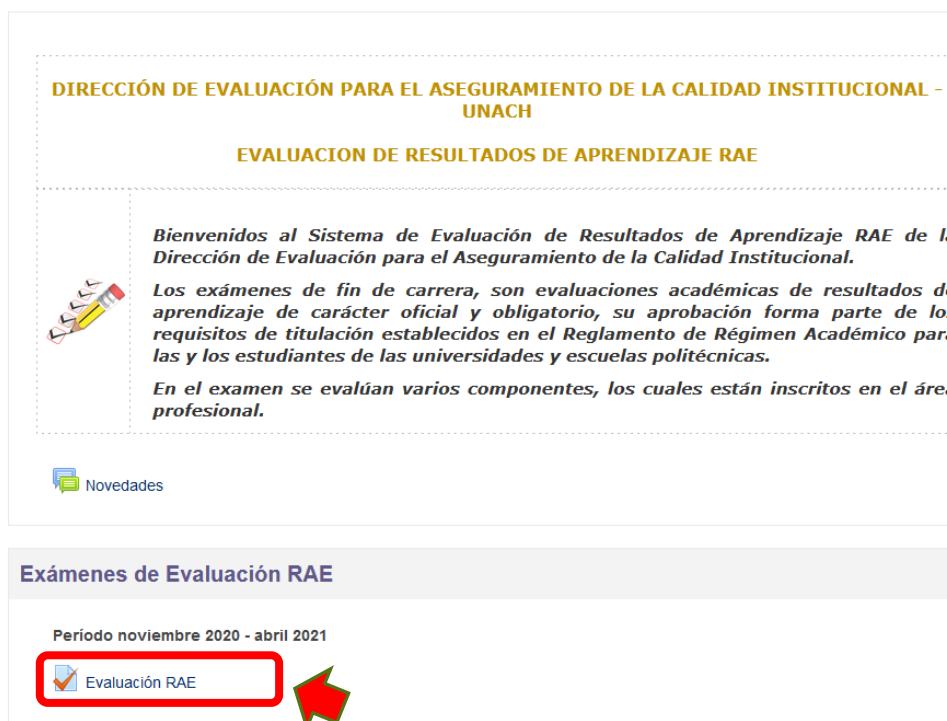 DIRECCIÓN DE EVALUACIÓN PARA EL ASEGURAMIENTO DE LA CALIDAD INSTITUCIONAL -
UNACH
EVALUACION DE RESULTADOS DE APRENDIZAJE RAE
Bienvenidos al Sistema de Evaluación de Resultados de Aprendizaje RAE de l
Dirección de Evaluación para el Aseguramiento de la Calidad Institucional.
Los exámenes de fin de carrera, son evaluaciones académicas de resultados d
aprendizaje de carácter oficial y obligatorio, su aprobación forma parte de lo
requisitos de titulación establecidos en el Reglamento de Régimen Académico par
las y los estudiantes de las universidades y escuelas politécnicas.
En el examen se evalúan varios componentes, los cuales están inscritos en el áre
profesional.
Novedades
Exámenes de Evaluación RAE
Período noviembre 2020 - abril 2021
Evaluación RAE